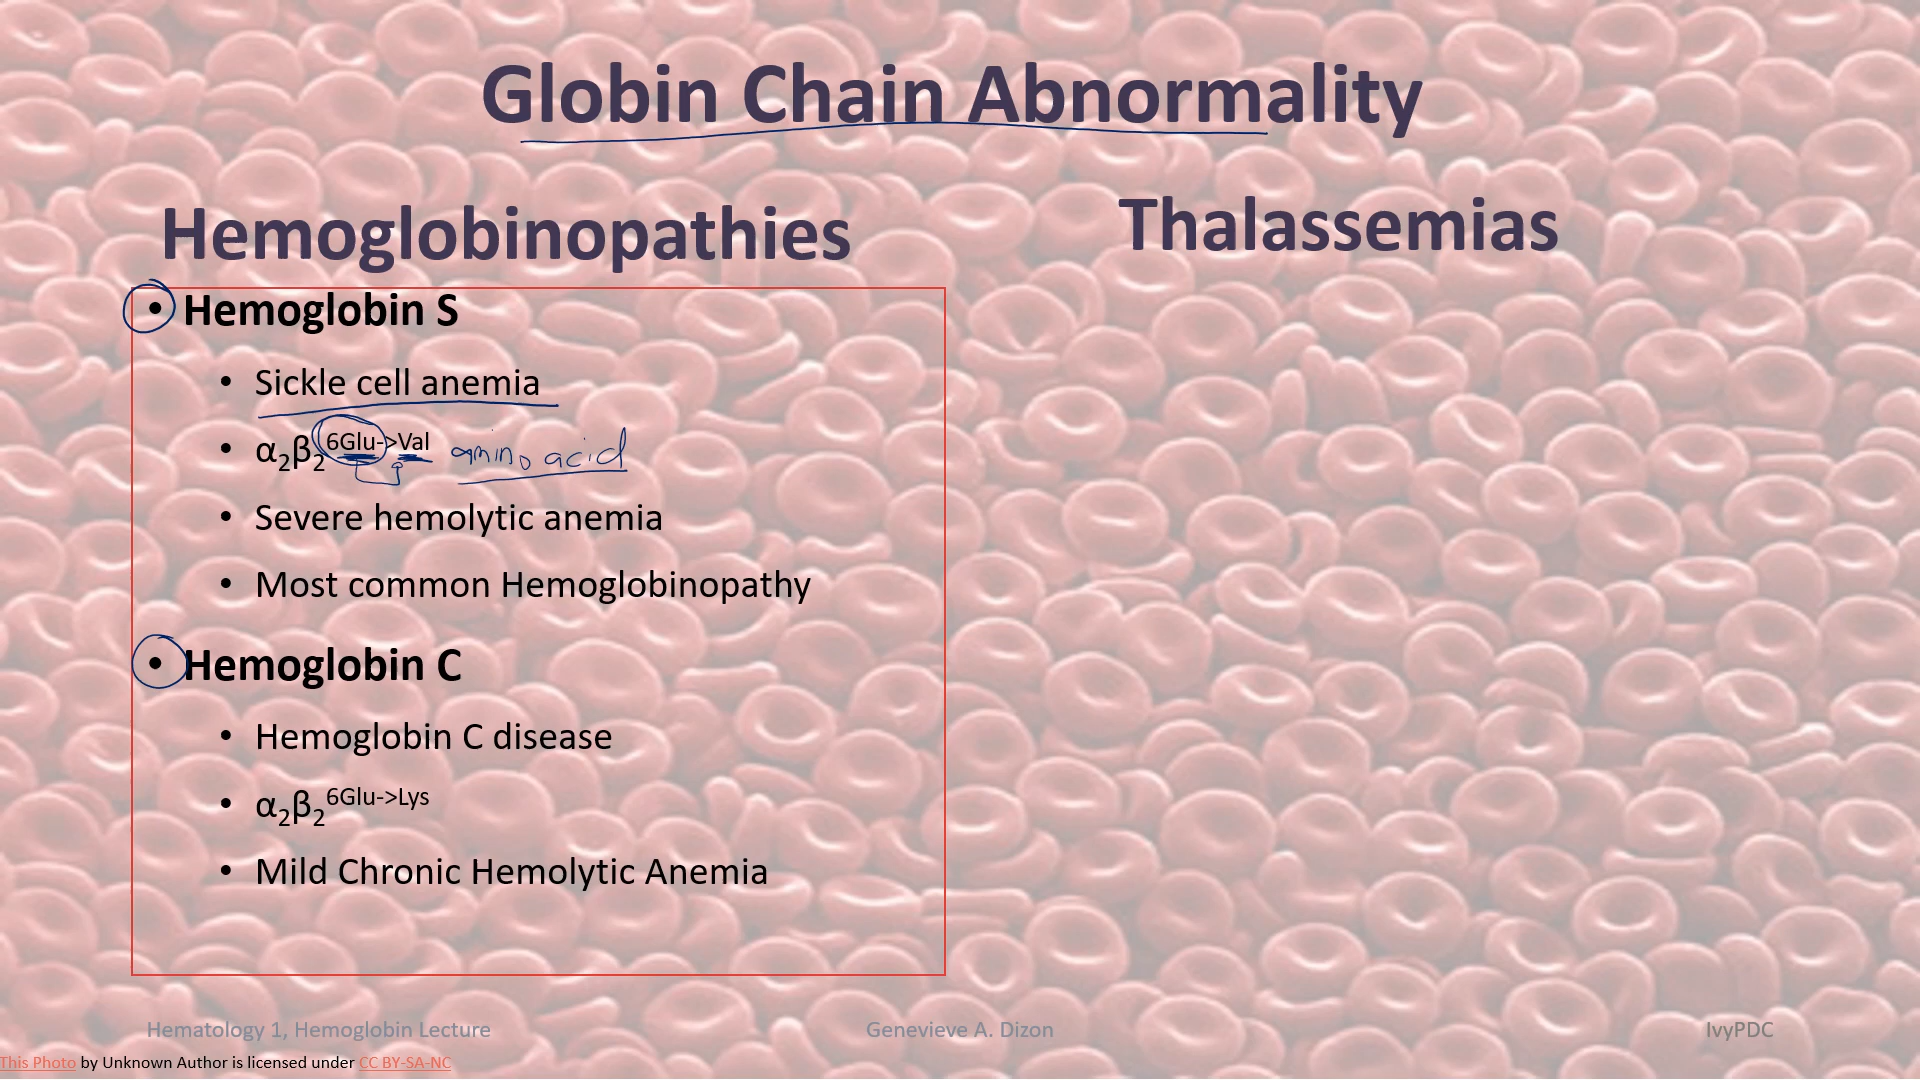 Globin Chain Abnormality
Hemoglobinopathies
• Hemoglobin S
• Sickle cell anemia
• α₂β₂⁶Glu->Val amino acid
• Severe hemolytic anemia
• Most common Hemoglobinopathy
• Hemoglobin C
• Hemoglobin C disease
• α₂β₂⁶Glu->Lys
• Mild Chronic Hemolytic Anemia
Thalassemias
Hematology 1, Hemoglobin Lecture
Genevieve A. Dizon
IvyPDC
This Photo by Unknown Author is licensed under CC BY-SA-NC